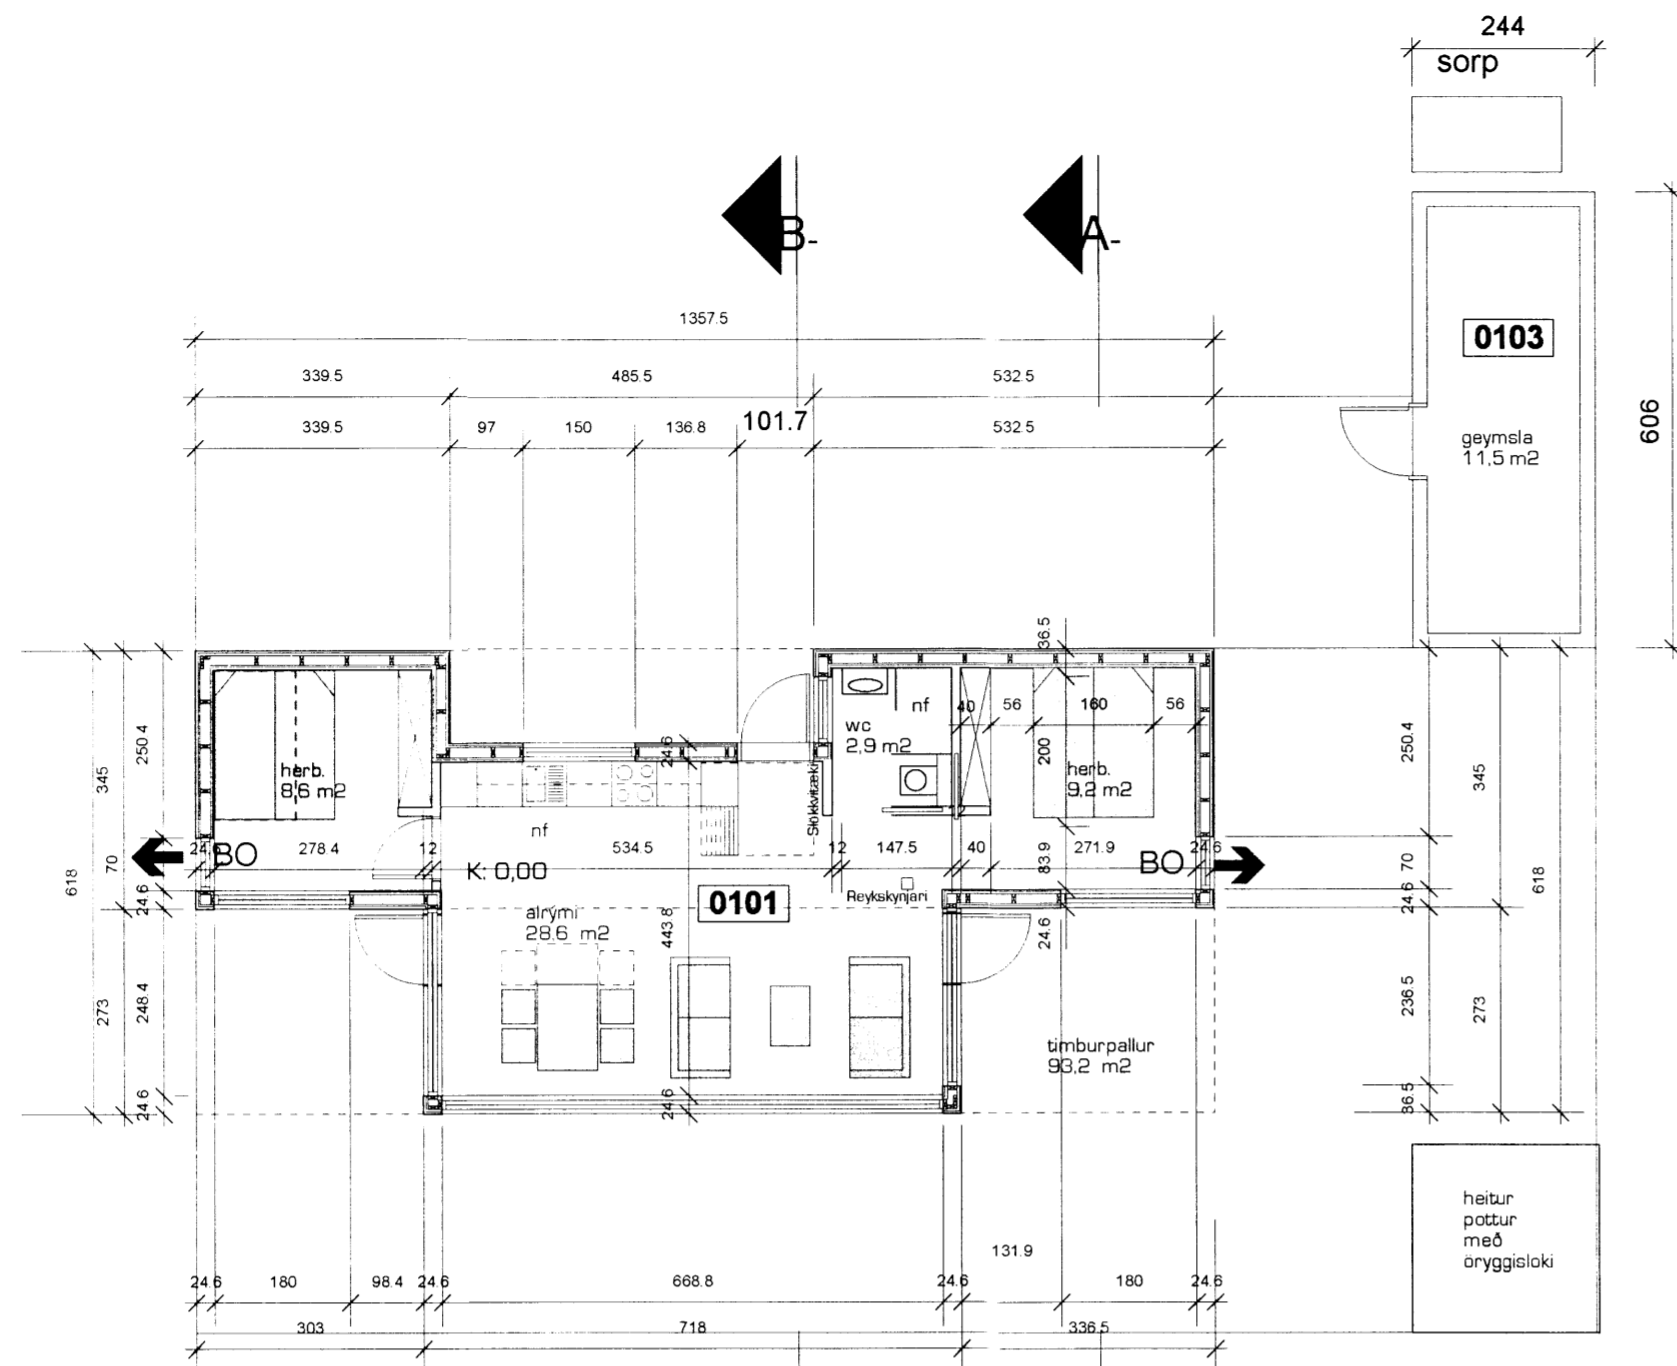 244
sorp
B-
A-
1357.5
339.5
485.5
532.5
339.5
97
150
136.8
101.7
532.5
0103
geymsla
11,5 m2
606
36.5
40
56
160
56
nf
wc
2,9 m2
200
herb.
9,2 m2
herb.
8,6 m2
24.6
Slökkvitæki
nf
250.4
345
70
618
24.6
273
248.4
24.6
BO
24.6
278.4
12
534.5
12
147.5
40
83.9
271.9
24.6
BO
K: 0,00
0101
Reykskynjari
alrými
28.6 m2
443.8
24.6
24.6
timburpallur
93,2 m2
250.4
345
70
24.6
618
236.5
273
36.5
heitur
pottur
með
öryggisloki
131.9
24.6
180
98.4
24.6
668.8
24.6
180
24.6
303
718
336.5